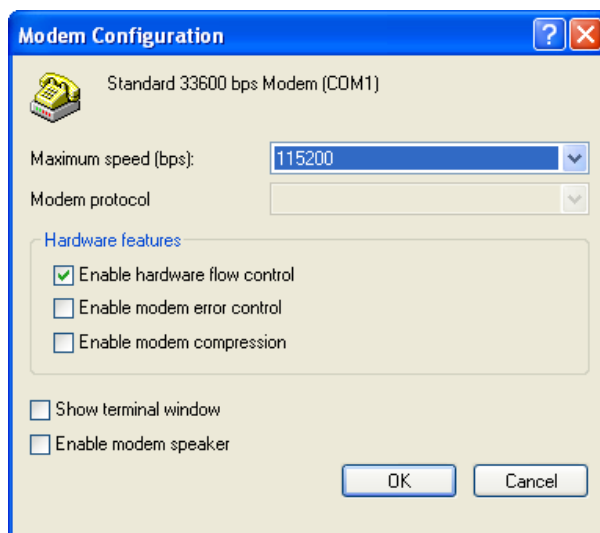 Modem Configuration
Standard 33600 bps Modem (COM1)
Maximum speed (bps): 115200
Modem protocol
Hardware features
Enable hardware flow control
Enable modem error control
Enable modem compression
Show terminal window
Enable modem speaker
OK Cancel